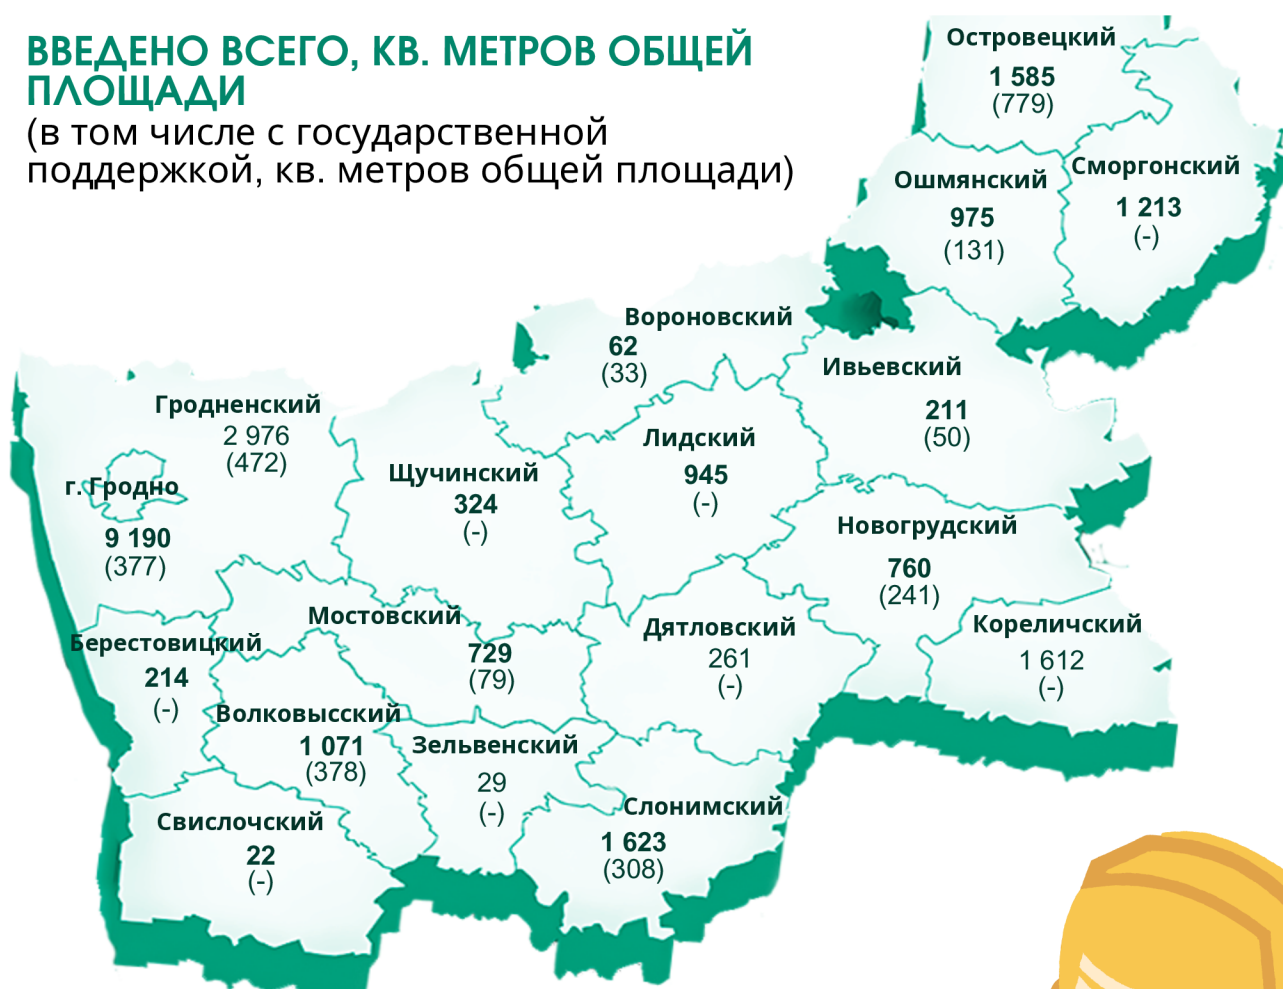 ВВЕДЕНО ВСЕГО, КВ. МЕТРОВ ОБЩЕЙ
ПЛОЩАДИ
(в том числе с государственной
поддержкой, кв. метров общей площади)
Островецкий
1 585
(779)
Сморгонский
1 213
(-)
Ошмянский
975
(131)
Вороновский
62
(33)
Ивьевский
211
(50)
Гродненский
2 976
(472)
г. Гродно
9 190
(377)
Щучинский
324
(-)
Лидский
945
(-)
Новогрудский
760
(241)
Мостовский
729
(79)
Дятловский
261
(-)
Кореличский
1 612
(-)
Берестовицкий
214
(-)
Волковысский
1 071
(378)
Зельвенский
29
(-)
Слонимский
1 623
(308)
Свислочский
22
(-)